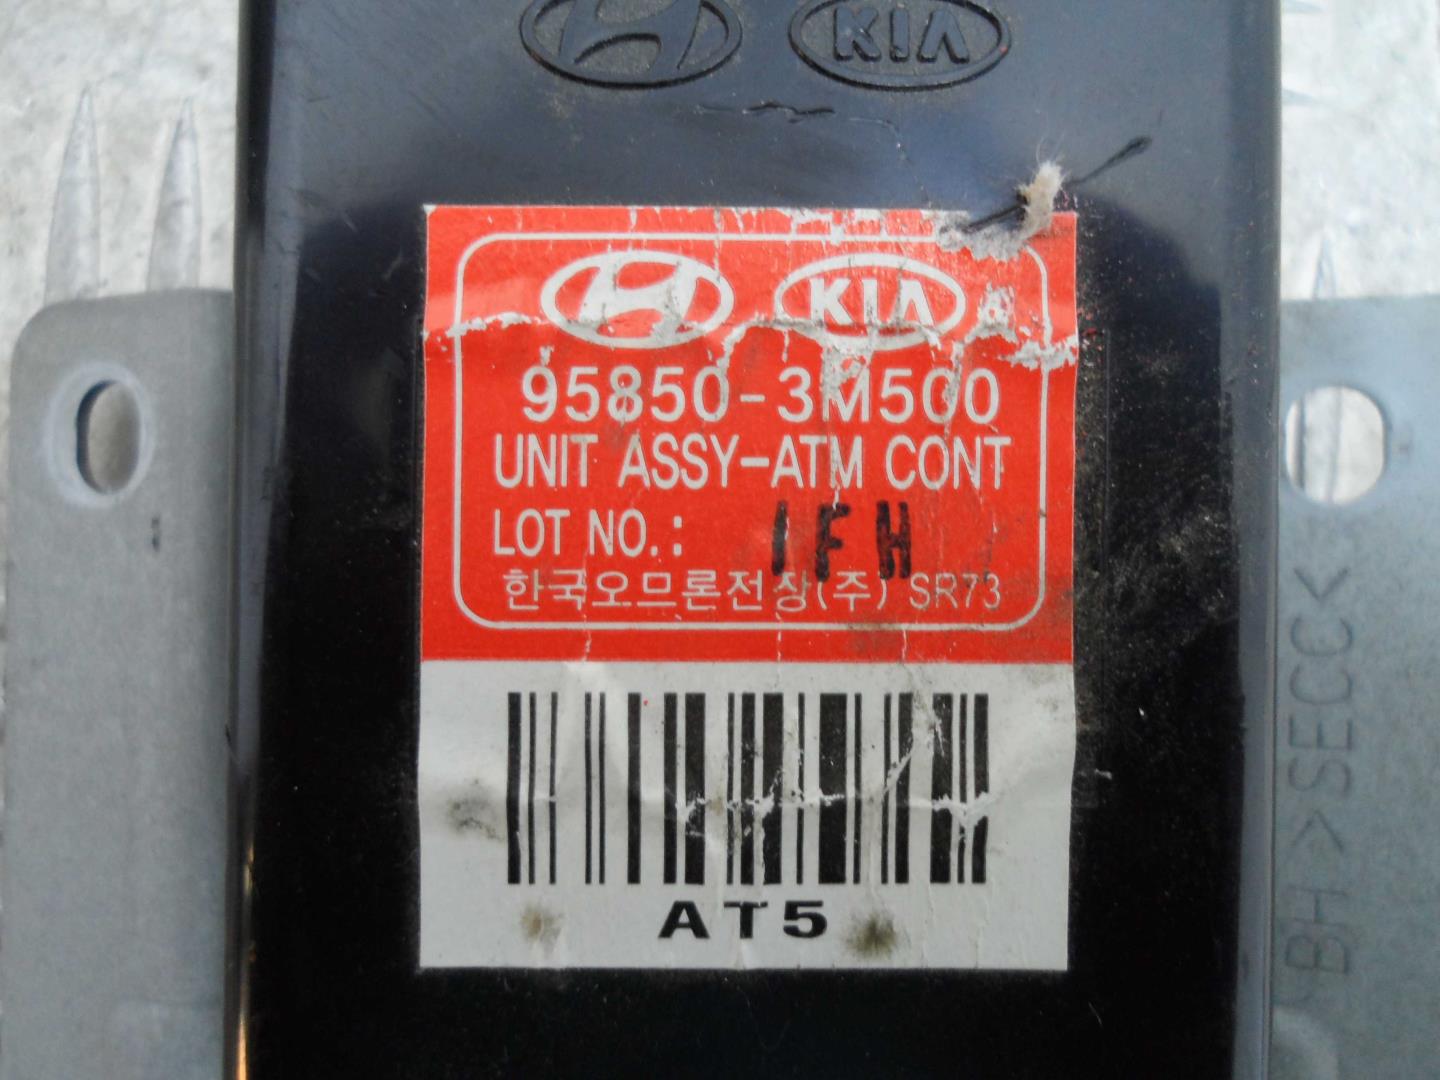 KIA
KIA
95850-3M500
UNIT ASSY-ATM CONT
LOT NO.: 1FH
한국오므론전장(주) SR73
AT5
BH>SECC<